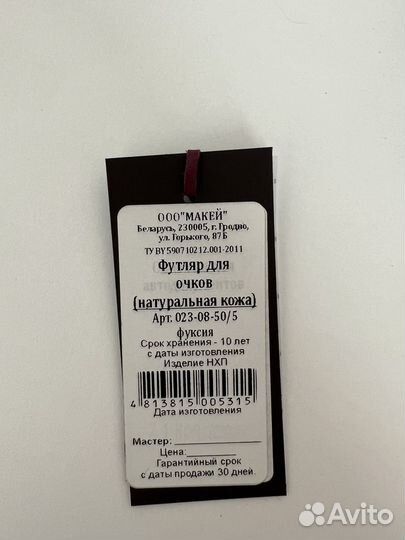 ООО"МАКЕЙ"
Беларусь, 230005, г. Гродно,
ул. Горького, 87Б
ТУ BY 590710212.001-2011
Футляр для
очков
(натуральная кожа)
Арт. 023-08-50/5
фуксия
Срок хранения - 10 лет
с даты изготовления
Изделие НХП
4 813815 005315
Дата изготовления
Мастер:
Цена:
Гарантийный срок
с даты продажи 30 дней.
Avito